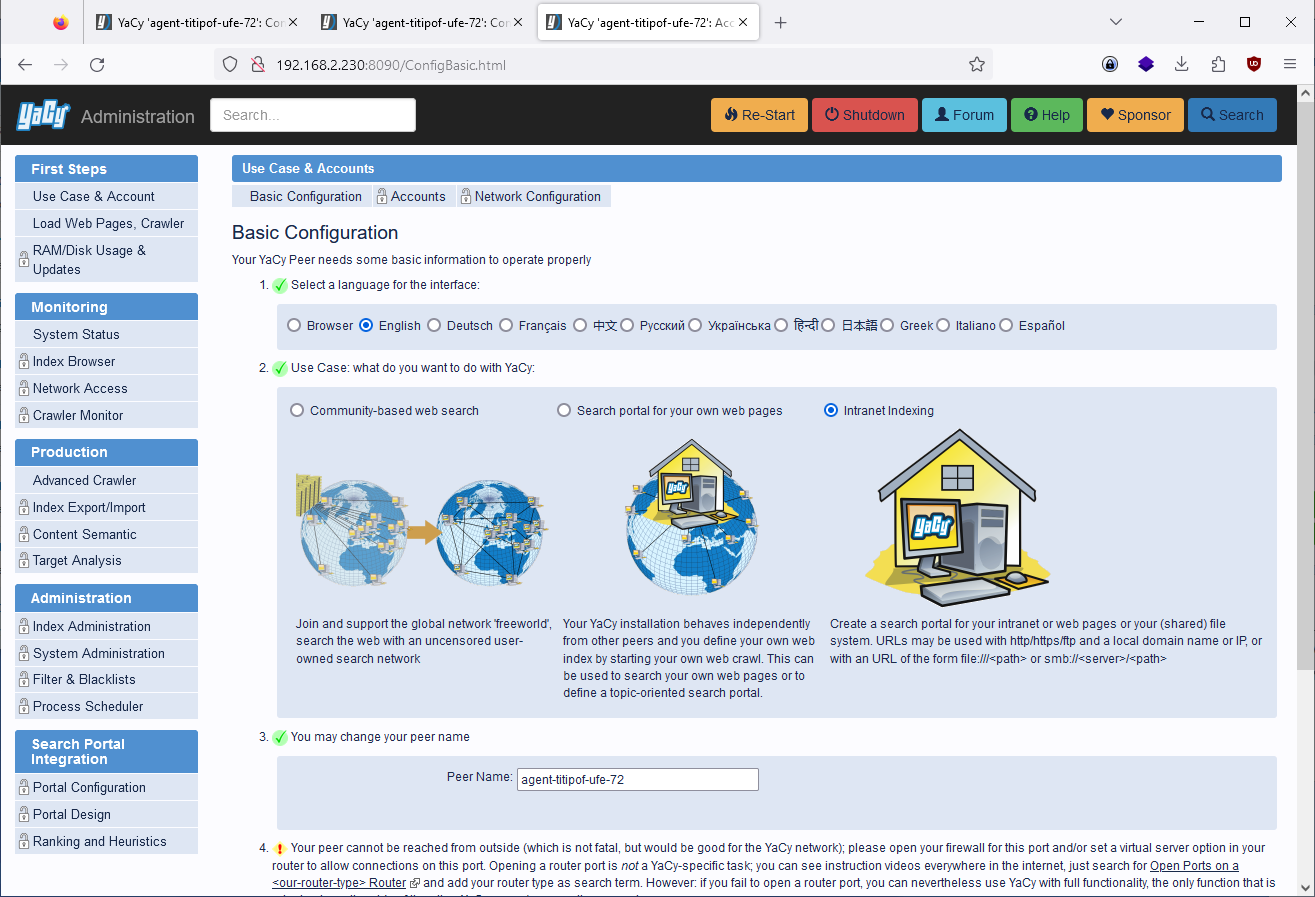 YaCy 'agent-titipof-ufe-72': Con
YaCy 'agent-titipof-ufe-72': Con
YaCy 'agent-titipof-ufe-72': Acc
192.168.2.230:8090/ConfigBasic.html
YaCy Administration
Search...
Re-Start
Shutdown
Forum
Help
Sponsor
Search
First Steps
Use Case & Account
Load Web Pages, Crawler
RAM/Disk Usage &
Updates
Monitoring
System Status
Index Browser
Network Access
Crawler Monitor
Production
Advanced Crawler
Index Export/Import
Content Semantic
Target Analysis
Administration
Index Administration
System Administration
Filter & Blacklists
Process Scheduler
Search Portal
Integration
Portal Configuration
Portal Design
Ranking and Heuristics
Use Case & Accounts
Basic Configuration
Accounts
Network Configuration
Basic Configuration
Your YaCy Peer needs some basic information to operate properly
1. Select a language for the interface:
Browser English Deutsch Français 中文 Русский Українська हिन्दी 日本語 Greek Italiano Español
2. Use Case: what do you want to do with YaCy:
Community-based web search
Join and support the global network 'freeworld',
search the web with an uncensored user-
owned search network
Search portal for your own web pages
YaCy
Your YaCy installation behaves independently
from other peers and you define your own web
index by starting your own web crawl. This can
be used to search your own web pages or to
define a topic-oriented search portal.
Intranet Indexing
YaCy
Create a search portal for your intranet or web pages or your (shared) file
system. URLs may be used with http/https/ftp and a local domain name or IP, or
with an URL of the form file:///<path> or smb://<server>/<path>
3. You may change your peer name
Peer Name: agent-titipof-ufe-72
4. Your peer cannot be reached from outside (which is not fatal, but would be good for the YaCy network); please open your firewall for this port and/or set a virtual server option in your
router to allow connections on this port. Opening a router port is not a YaCy-specific task; you can see instruction videos everywhere in the internet, just search for Open Ports on a
<our-router-type> Router and add your router type as search term. However: if you fail to open a router port, you can nevertheless use YaCy with full functionality, the only function that is